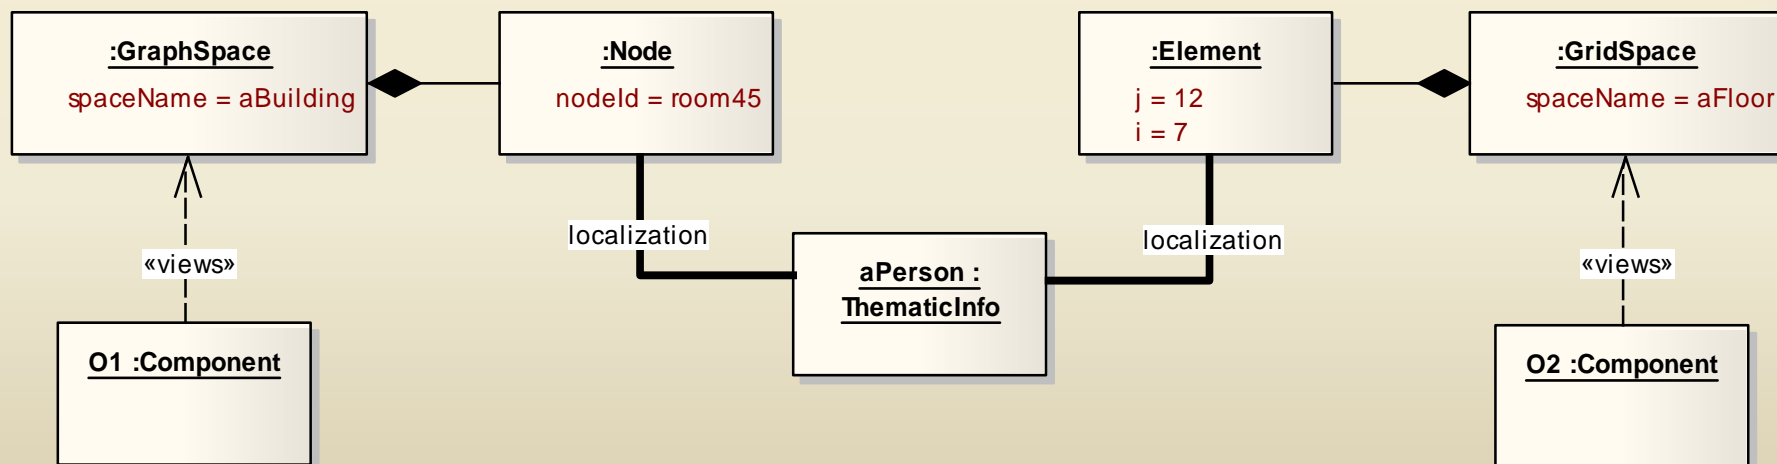 :GraphSpace
spaceName = aBuilding
:Node
nodeId = room45
:Element
j = 12
i = 7
:GridSpace
spaceName = aFloor
localization
localization
«views»
«views»
aPerson :
ThematicInfo
O1 :Component
O2 :Component